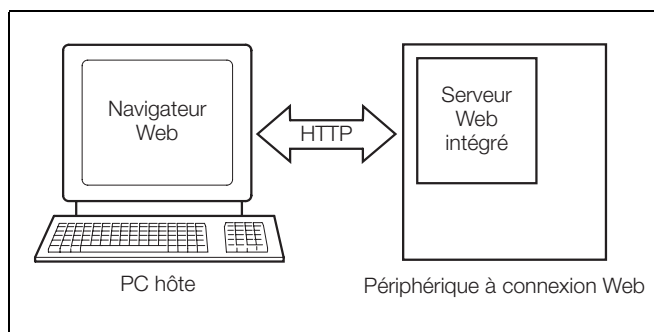 Navigateur
Web
HTTP
Serveur
Web
intégré
PC hôte
Périphérique à connexion Web